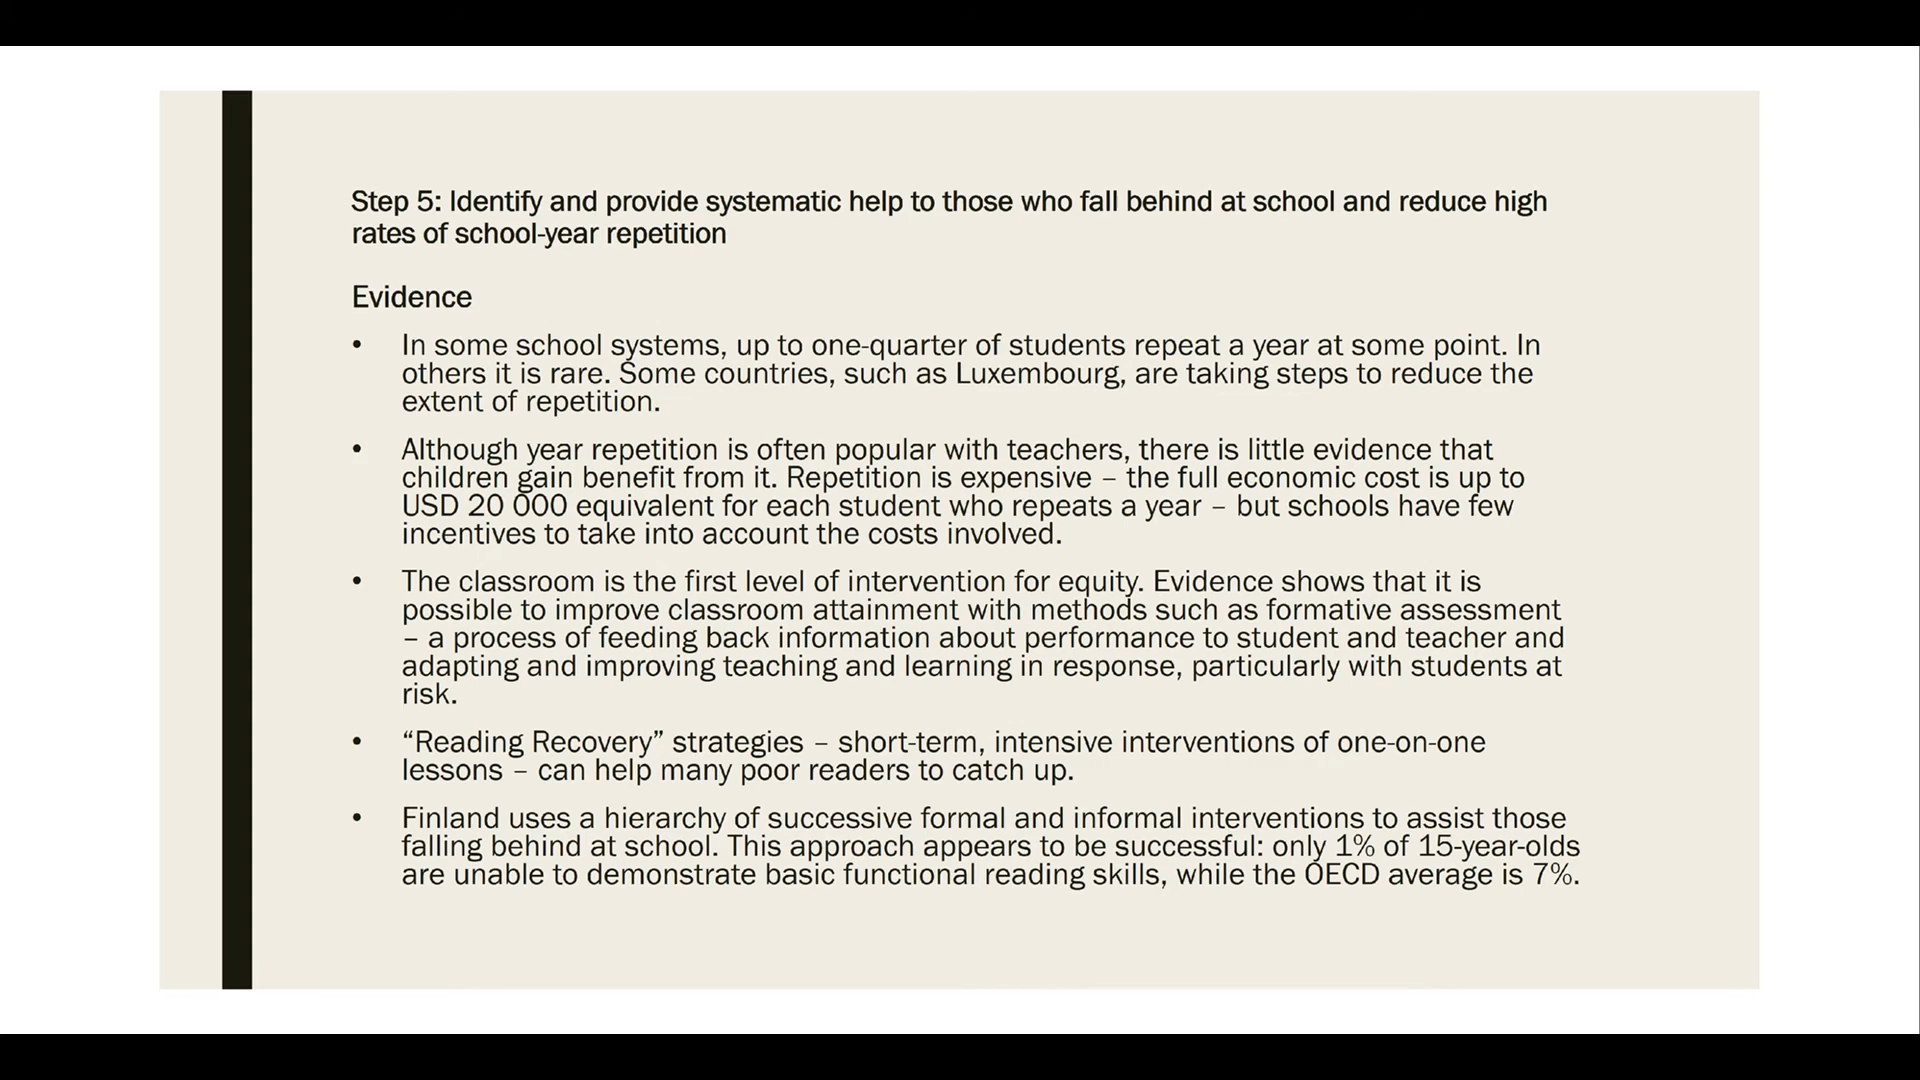 Step 5: Identify and provide systematic help to those who fall behind at school and reduce high
rates of school-year repetition
Evidence
• In some school systems, up to one-quarter of students repeat a year at some point. In
others it is rare. Some countries, such as Luxembourg, are taking steps to reduce the
extent of repetition.
• Although year repetition is often popular with teachers, there is little evidence that
children gain benefit from it. Repetition is expensive – the full economic cost is up to
USD 20 000 equivalent for each student who repeats a year – but schools have few
incentives to take into account the costs involved.
• The classroom is the first level of intervention for equity. Evidence shows that it is
possible to improve classroom attainment with methods such as formative assessment
– a process of feeding back information about performance to student and teacher and
adapting and improving teaching and learning in response, particularly with students at
risk.
• “Reading Recovery” strategies – short-term, intensive interventions of one-on-one
lessons – can help many poor readers to catch up.
• Finland uses a hierarchy of successive formal and informal interventions to assist those
falling behind at school. This approach appears to be successful: only 1% of 15-year-olds
are unable to demonstrate basic functional reading skills, while the OECD average is 7%.